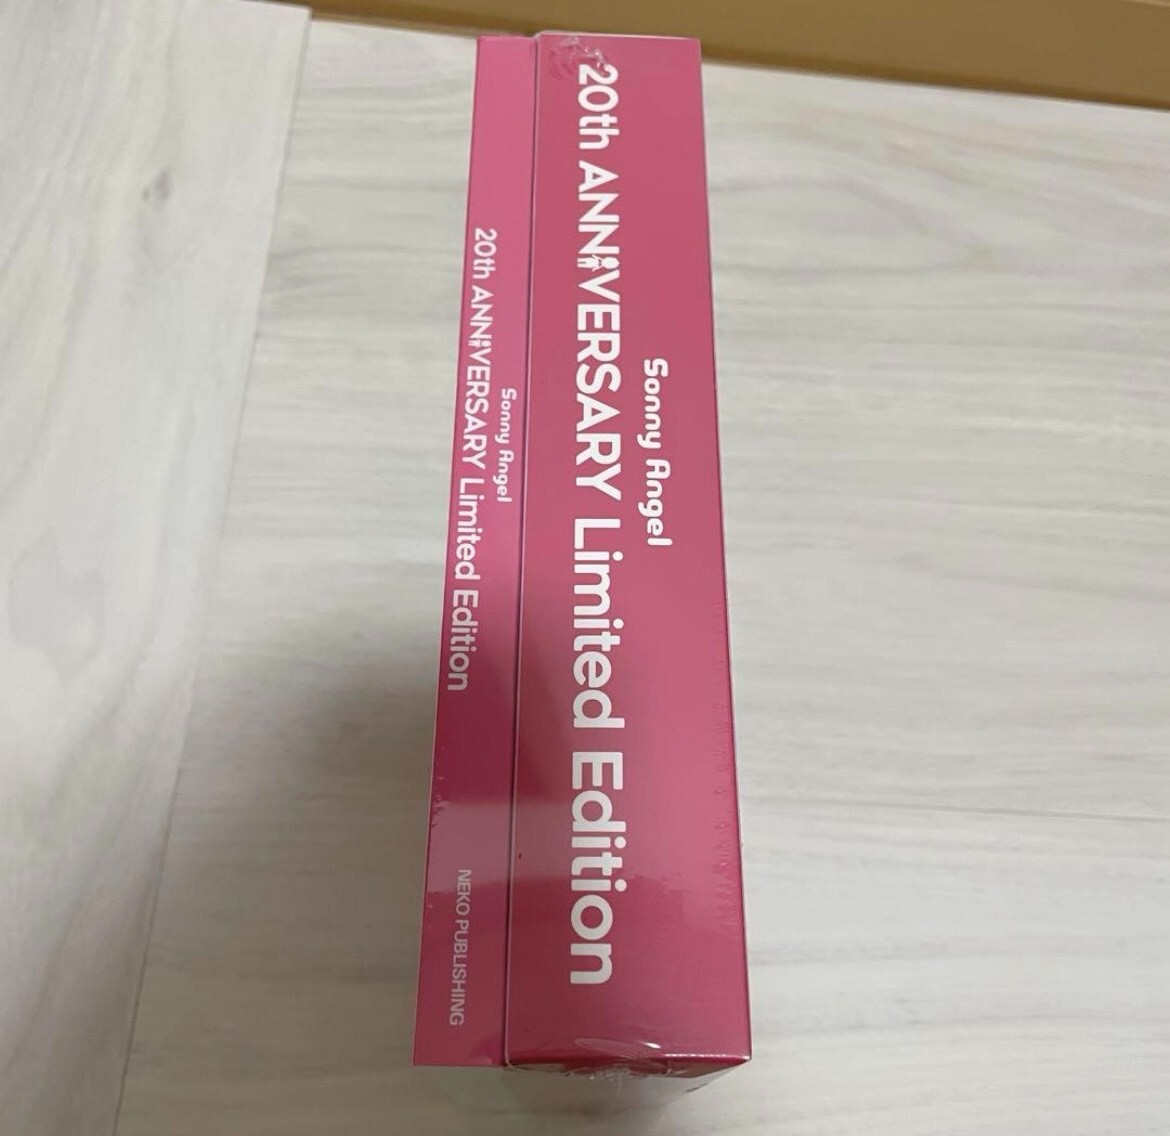 Sonny Angel
20th ANNIVERSARY Limited Edition
NEKO PUBLISHING
Sonny Angel
20th ANNIVERSARY Limited Edition